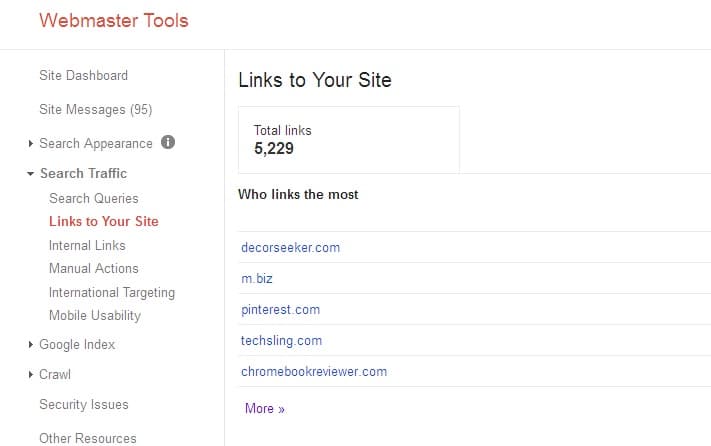 Webmaster Tools
Site Dashboard
Site Messages (95)
Search Appearance
Search Traffic
Search Queries
Links to Your Site
Internal Links
Manual Actions
International Targeting
Mobile Usability
Google Index
Crawl
Security Issues
Other Resources
Links to Your Site
Total links
5,229
Who links the most
decorseeker.com
m.biz
pinterest.com
techsling.com
chromebookreviewer.com
More »